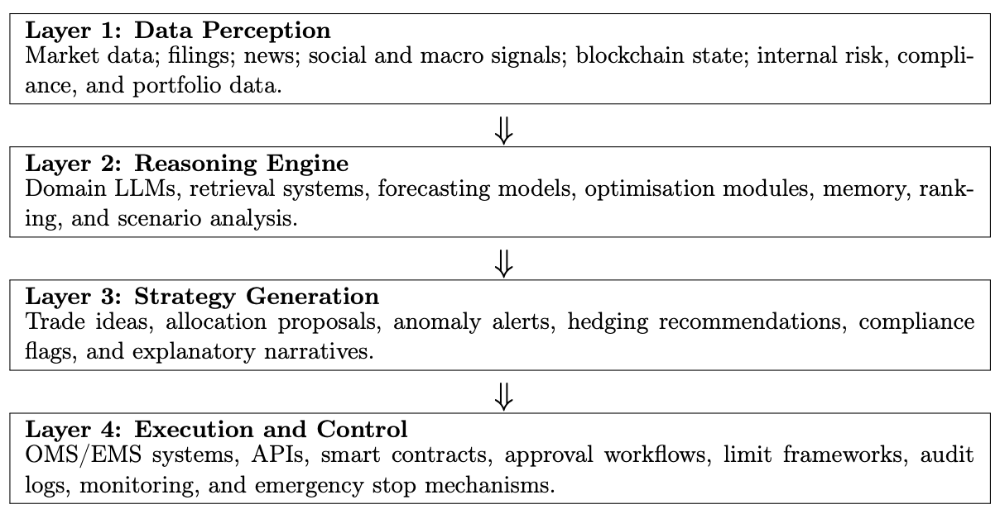 Layer 1: Data Perception
Market data; filings; news; social and macro signals; blockchain state; internal risk, compli-
ance, and portfolio data.
⇓
Layer 2: Reasoning Engine
Domain LLMs, retrieval systems, forecasting models, optimisation modules, memory, rank-
ing, and scenario analysis.
⇓
Layer 3: Strategy Generation
Trade ideas, allocation proposals, anomaly alerts, hedging recommendations, compliance
flags, and explanatory narratives.
⇓
Layer 4: Execution and Control
OMS/EMS systems, APIs, smart contracts, approval workflows, limit frameworks, audit
logs, monitoring, and emergency stop mechanisms.